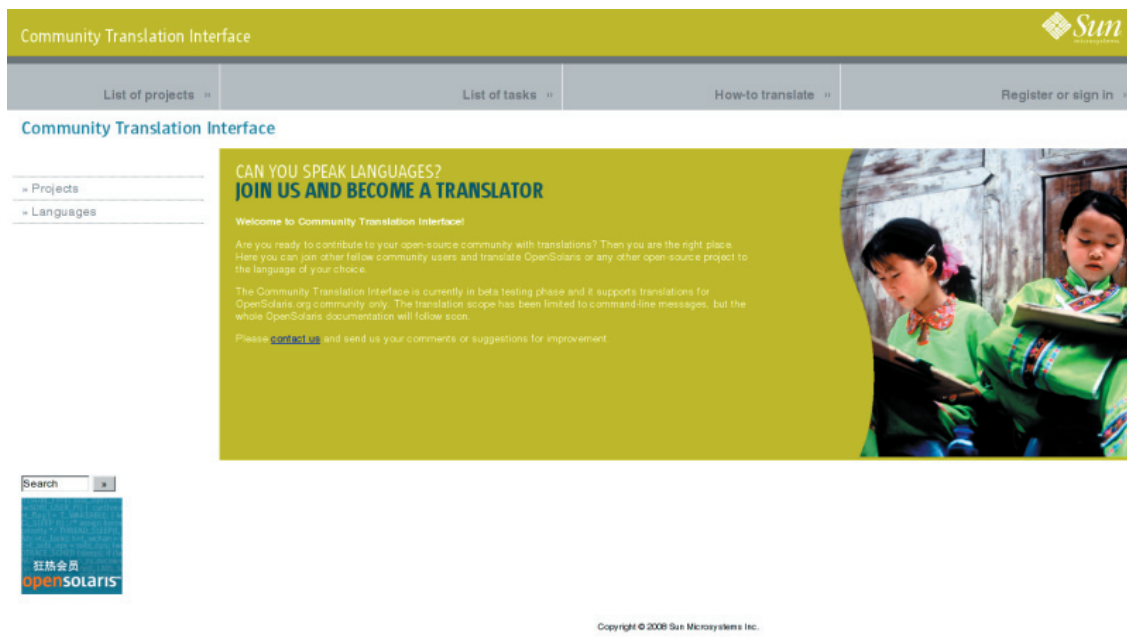 Community Translation Interface
Sun
microsystems
List of projects »
List of tasks »
How-to translate »
Register or sign in »
Community Translation Interface
» Projects
» Languages
CAN YOU SPEAK LANGUAGES?
JOIN US AND BECOME A TRANSLATOR
Welcome to Community Translation Interface!
Are you ready to contribute to your open-source community with translations? Then you are the right place.
Here you can join other fellow community users and translate OpenSolaris or any other open-source project to
the language of your choice.
The Community Translation Interface is currently in beta testing phase and it supports translations for
OpenSolaris.org community only. The translation scope has been limited to command-line messages, but the
whole OpenSolaris documentation will follow soon.
Please contact us and send us your comments or suggestions for improvement.
Search »
狂热会员
opensolaris™
Copyright © 2008 Sun Microsystems Inc.